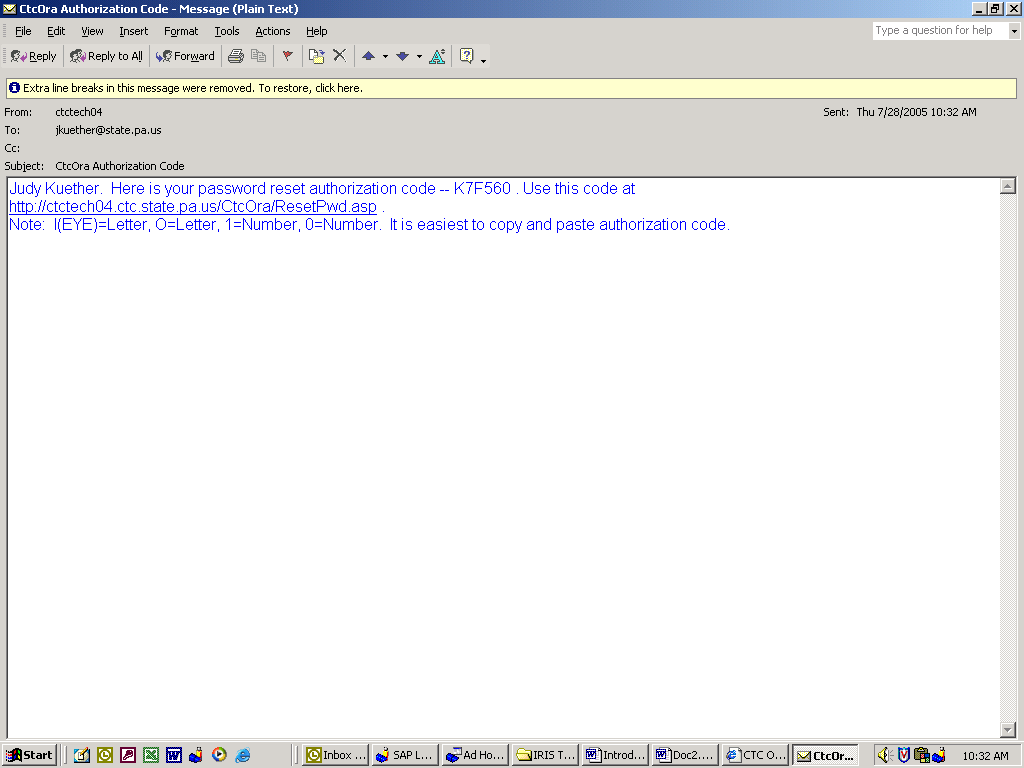 CtcOra Authorization Code - Message (Plain Text)
File Edit View Insert Format Tools Actions Help
Type a question for help
Reply Reply to All Forward
Extra line breaks in this message were removed. To restore, click here.
From: ctctech04 Sent: Thu 7/28/2005 10:32 AM
To: jkuether@state.pa.us
Cc:
Subject: CtcOra Authorization Code
Judy Kuether. Here is your password reset authorization code -- K7F560 . Use this code at
http://ctctech04.ctc.state.pa.us/CtcOra/ResetPwd.asp .
Note: I(EYE)=Letter, O=Letter, 1=Number, 0=Number. It is easiest to copy and paste authorization code.
Start Inbox ... SAP L... Ad Ho... IRIS T... Introd... Doc2.... CTC O... CtcOr... 10:32 AM